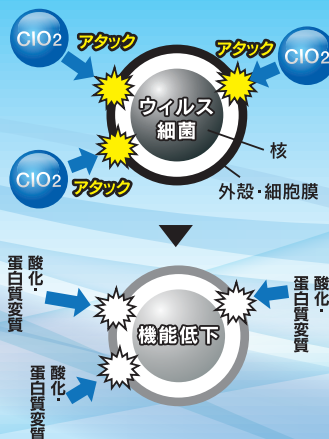 ClO2
アタック
アタック
ClO2
ウィルス
細菌
核
ClO2
アタック
外殻・細胞膜
酸化・
蛋白質変質
酸化・
蛋白質変質
機能低下
酸化・
蛋白質変質